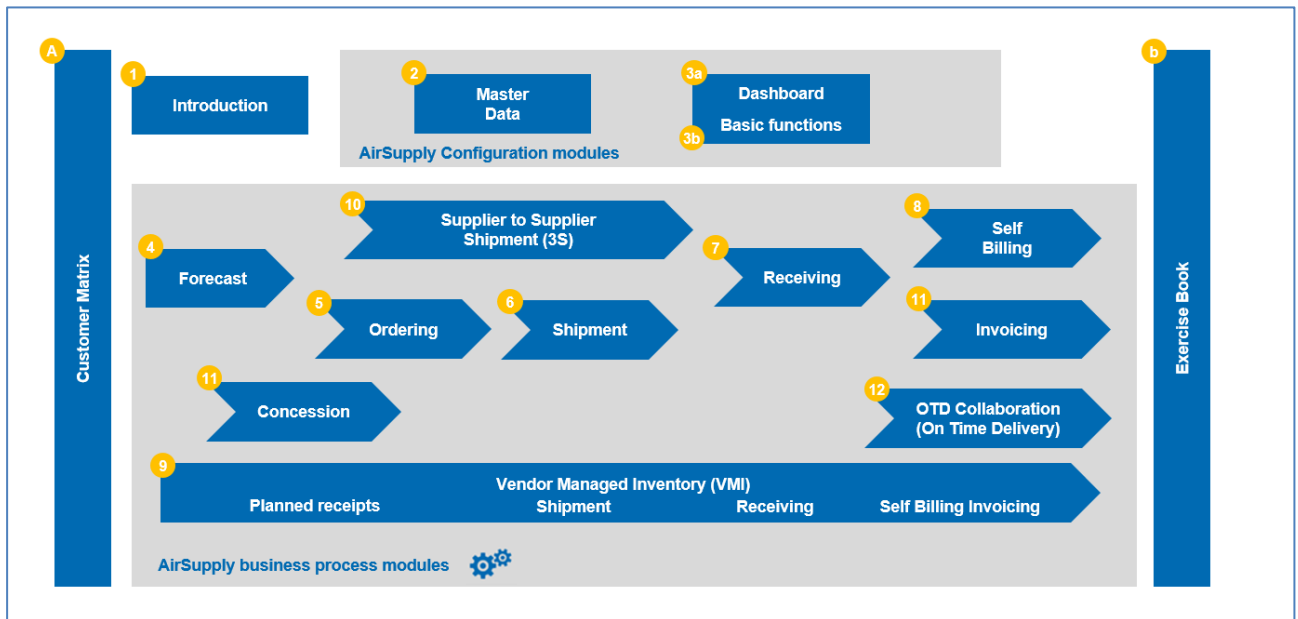 A
Customer Matrix
1
Introduction
2
Master
Data
3a
Dashboard
3b
Basic functions
AirSupply Configuration modules
b
Exercise Book
10
Supplier to Supplier
Shipment (3S)
8
Self
Billing
4
Forecast
7
Receiving
5
Ordering
6
Shipment
11
Invoicing
11
Concession
12
OTD Collaboration
(On Time Delivery)
9
Vendor Managed Inventory (VMI)
Planned receipts Shipment Receiving Self Billing Invoicing
AirSupply business process modules